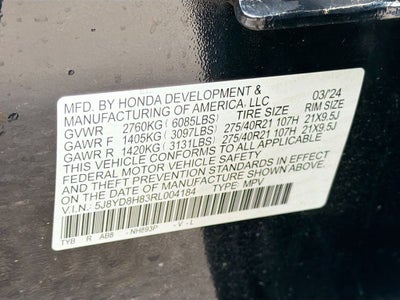 MFD. BY HONDA DEVELOPMENT & 03/24
MANUFACTURING OF AMERICA, LLC
GVWR 2760KG (6085LBS) TIRE SIZE RIM SIZE
GAWR F 1405KG (3097LBS) 275/40R21 107H 21X9.5J
GAWR R 1420KG (3131LBS) 275/40R21 107H 21X9.5J
THIS VEHICLE CONFORMS TO ALL APPLICABLE
FEDERAL MOTOR VEHICLE SAFETY
AND THEFT PREVENTION STANDARDS IN EFFECT
ON THE DATE OF MANUFACTURE SHOWN ABOVE.
V.I.N.: 5J8YD8H83RL004184 TYPE: MPV
TYB R AB8 NH893P - V - L